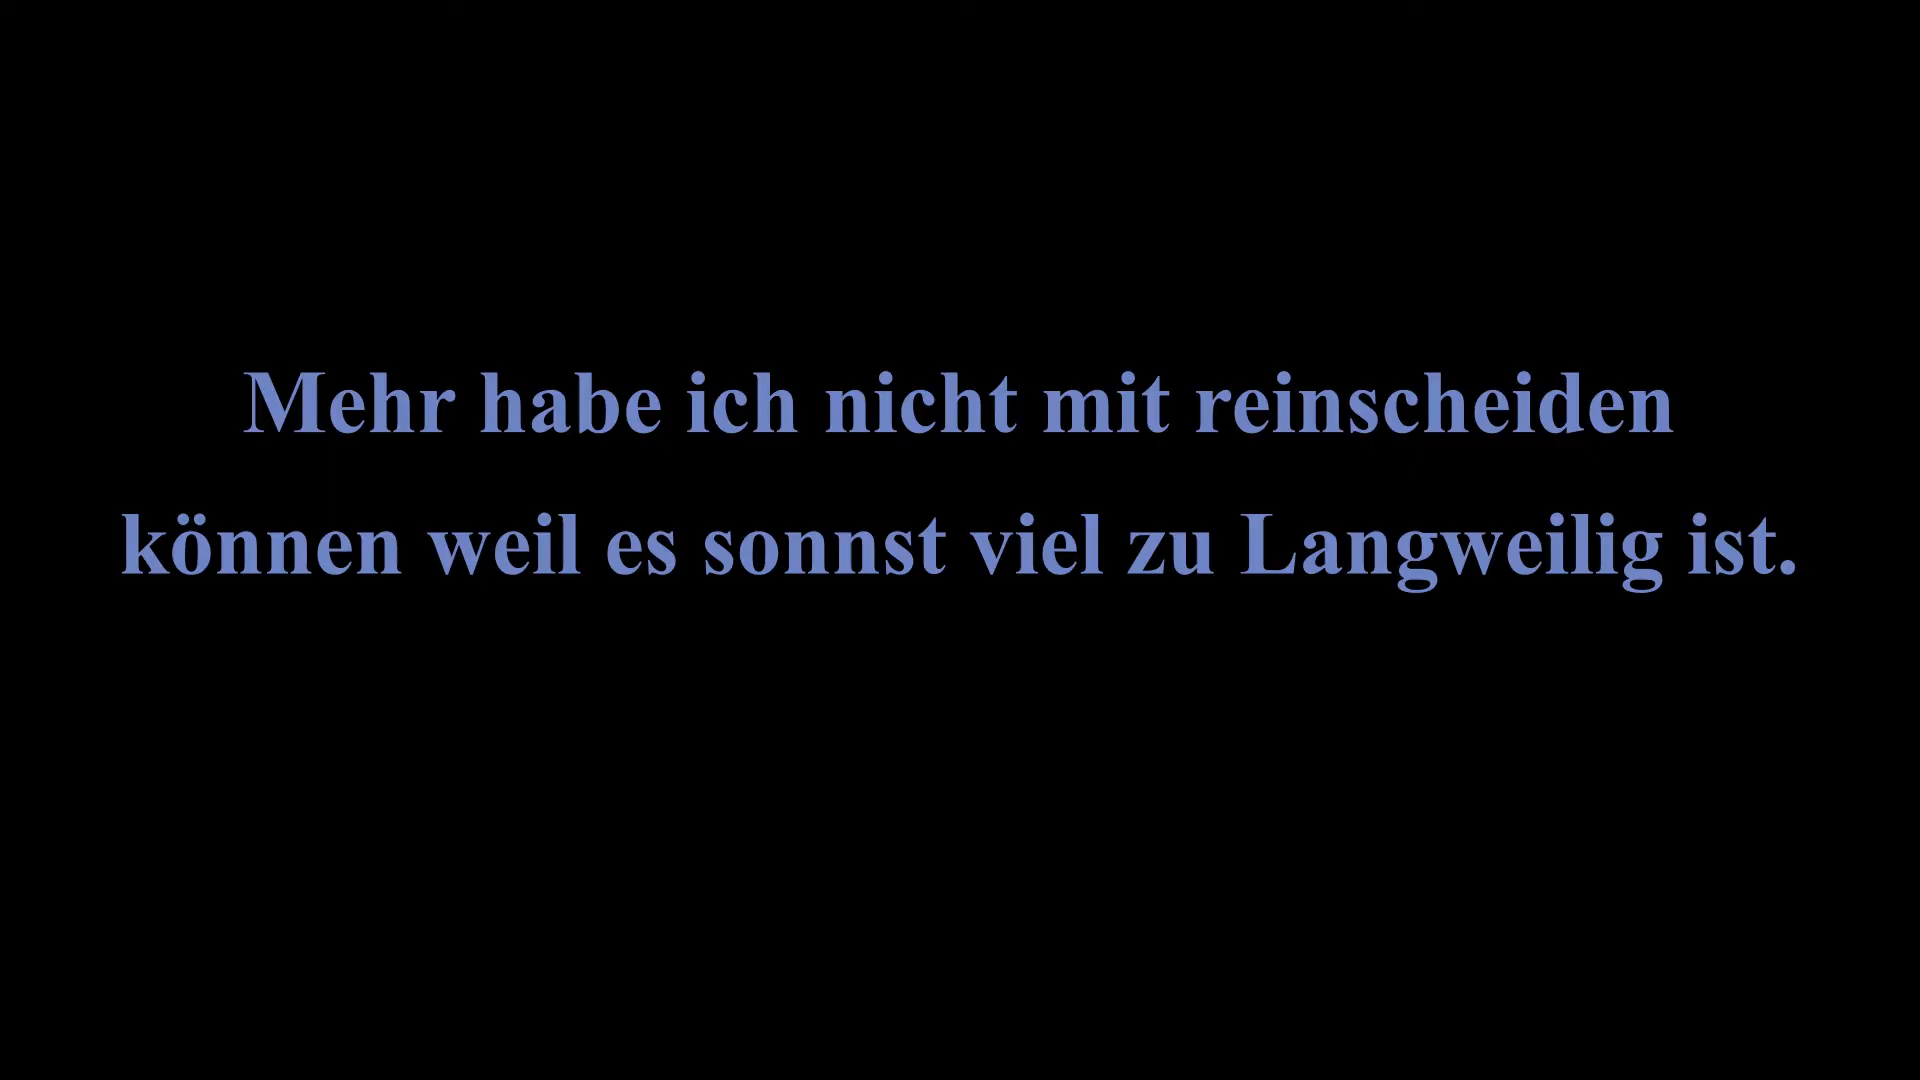 Mehr habe ich nicht mit reinscheiden
können weil es sonnst viel zu Langweilig ist.